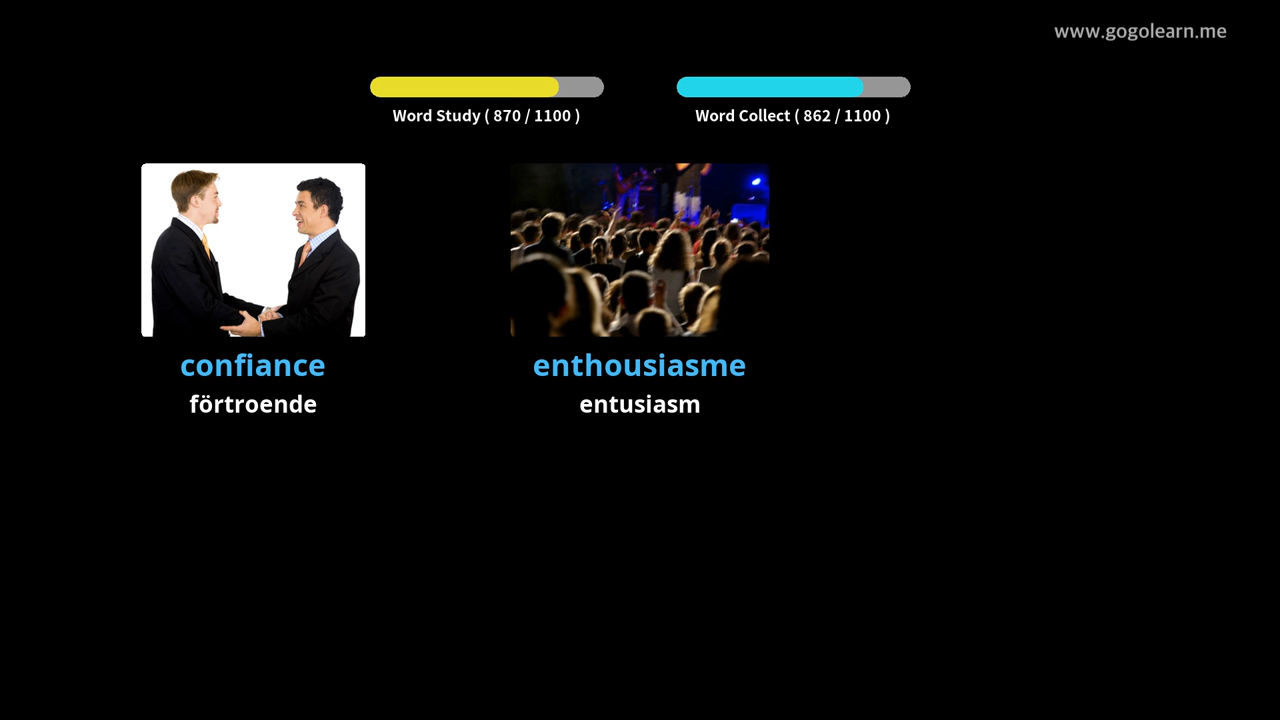 www.gogolearn.me
Word Study ( 870 / 1100 )
Word Collect ( 862 / 1100 )
confiance
enthousiasme
förtroende
entusiasm